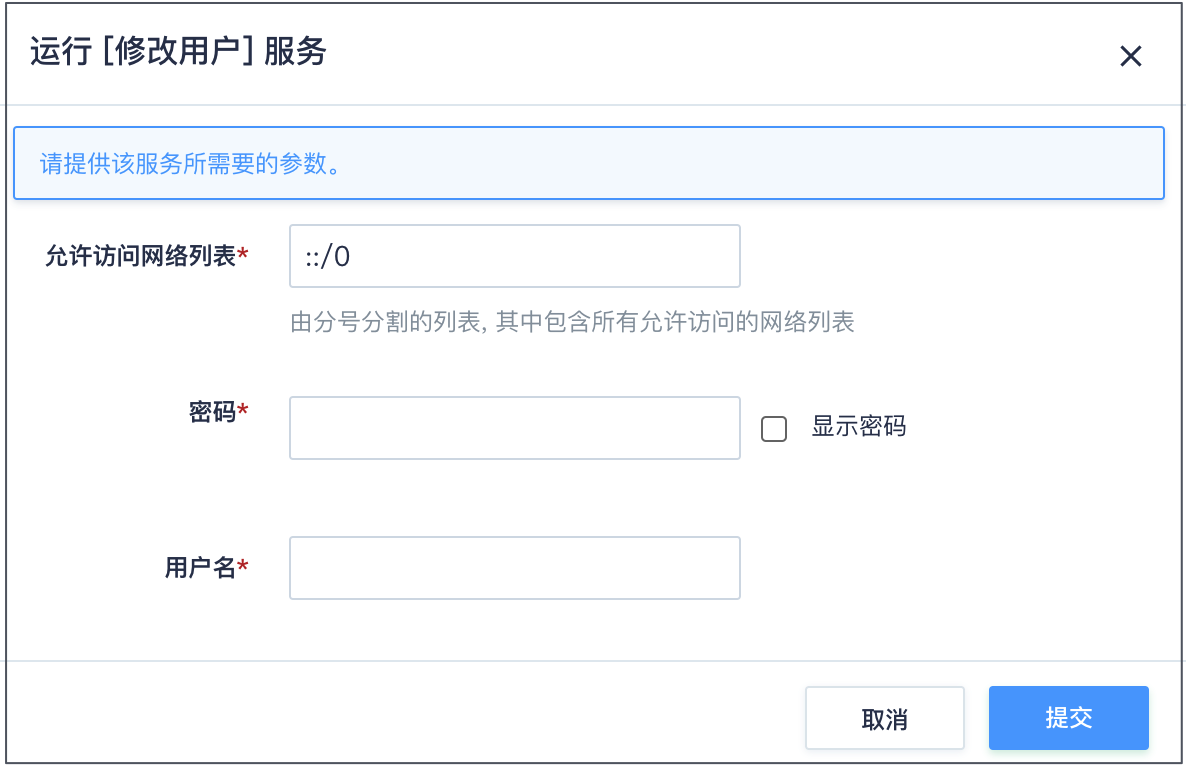 运行 [修改用户] 服务
请提供该服务所需要的参数。
允许访问网络列表*
::/0
由分号分割的列表, 其中包含所有允许访问的网络列表
密码*
显示密码
用户名*
取消
提交